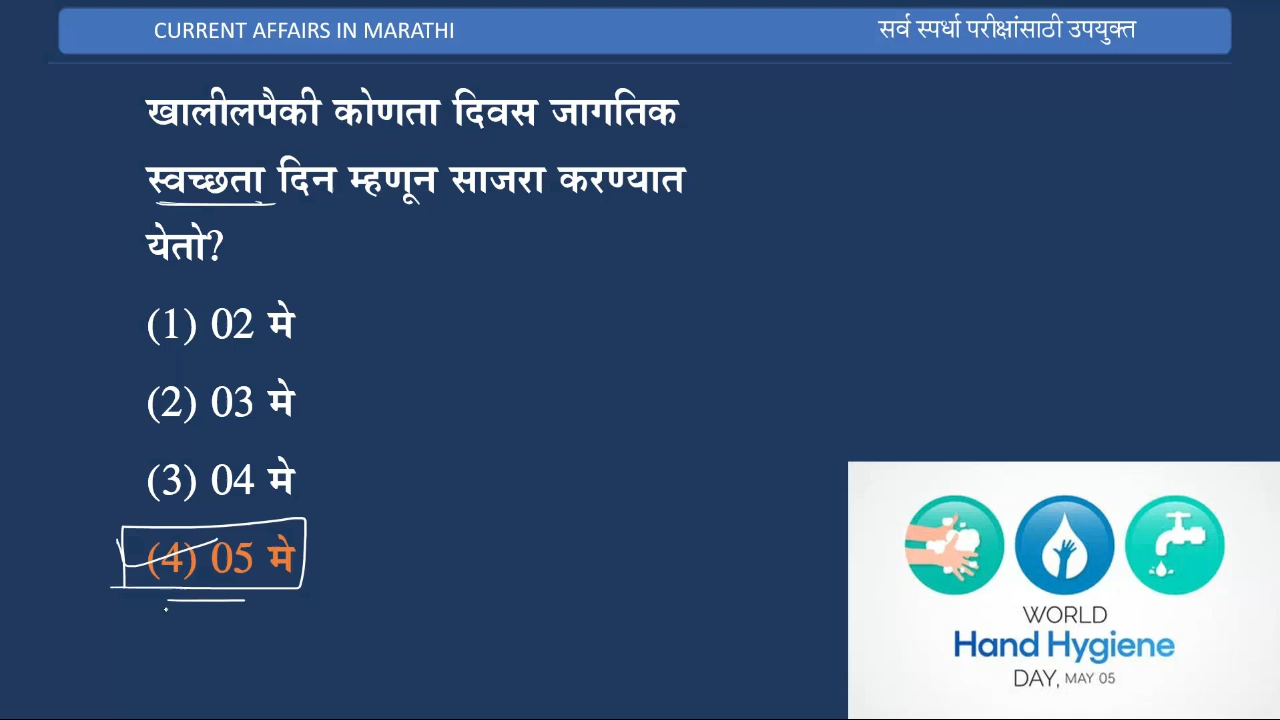 CURRENT AFFAIRS IN MARATHI
सर्व स्पर्धा परीक्षांसाठी उपयुक्त
खालीलपैकी कोणता दिवस जागतिक
स्वच्छता दिन म्हणून साजरा करण्यात
येतो?
(1) 02 मे
(2) 03 मे
(3) 04 मे
(4) 05 मे
WORLD
Hand Hygiene
DAY, MAY 05